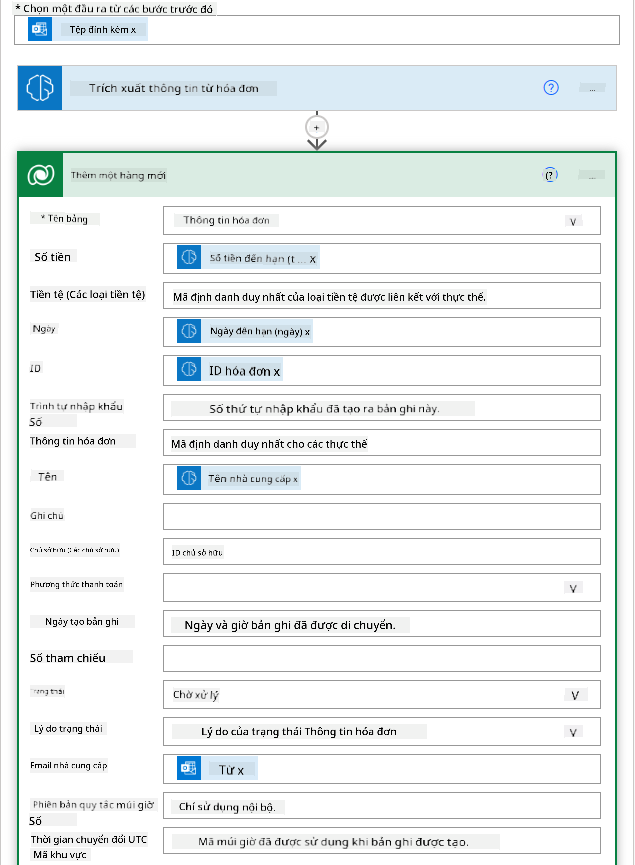 * Chọn một đầu ra từ các bước trước đó
Tệp đính kèm x
Trích xuất thông tin từ hóa đơn
?
...
+
Thêm một hàng mới
(?
...
* Tên bảng
Thông tin hóa đơn
V
Số tiền
Số tiền đến hạn (t ... X
Tiền tệ (Các loại tiền tệ)
Mã định danh duy nhất của loại tiền tệ được liên kết với thực thể.
Ngày
Ngày đến hạn (ngày) x
ID
ID hóa đơn x
Trình tự nhập khẩu
Số
Số thứ tự nhập khẩu đã tạo ra bản ghi này.
Thông tin hóa đơn
Mã định danh duy nhất cho các thực thể
Tên
Tên nhà cung cấp x
Ghi chú
Chủ sở hữu (Các chủ sở hữu)
ID chủ sở hữu
Phương thức thanh toán
V
Ngày tạo bản ghi
Ngày và giờ bản ghi đã được di chuyển.
Số tham chiếu
Trạng thái
Chờ xử lý
V
Lý do trạng thái
Lý do của trạng thái Thông tin hóa đơn
V
Email nhà cung cấp
Từ x
Phiên bản quy tắc múi giờ
Số
Chỉ sử dụng nội bộ.
Thời gian chuyển đổi UTC
Mã khu vực
Mã múi giờ đã được sử dụng khi bản ghi được tạo.